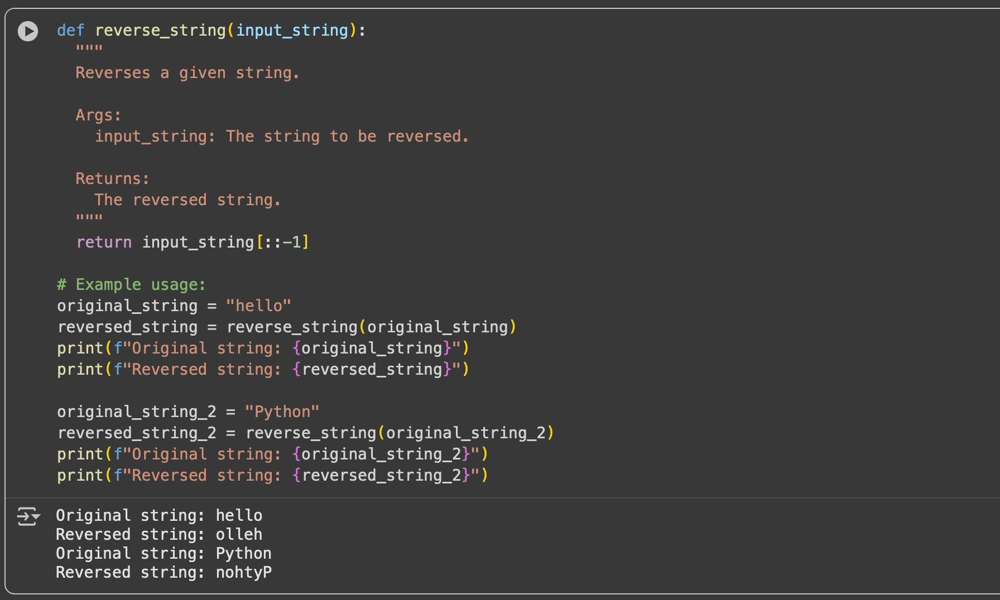 def reverse_string(input_string):
  """
  Reverses a given string.

  Args:
    input_string: The string to be reversed.

  Returns:
    The reversed string.
  """
  return input_string[::-1]

# Example usage:
original_string = "hello"
reversed_string = reverse_string(original_string)
print(f"Original string: {original_string}")
print(f"Reversed string: {reversed_string}")

original_string_2 = "Python"
reversed_string_2 = reverse_string(original_string_2)
print(f"Original string: {original_string_2}")
print(f"Reversed string: {reversed_string_2}")
Original string: hello
Reversed string: olleh
Original string: Python
Reversed string: nohtyP